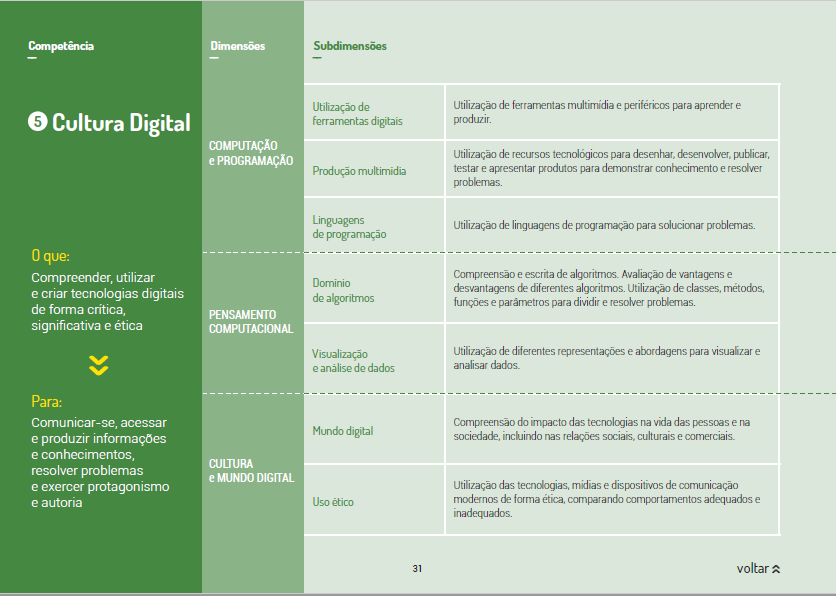 Competência
Dimensões
Subdimensões
5 Cultura Digital
O que:
Compreender, utilizar
e criar tecnologias digitais
de forma crítica,
significativa e ética
Para:
Comunicar-se, acessar
e produzir informações
e conhecimentos,
resolver problemas
e exercer protagonismo
e autoria
COMPUTAÇÃO
e PROGRAMAÇÃO
Utilização de
ferramentas digitais
Utilização de ferramentas multimídia e periféricos para aprender e
produzir.
Produção multimídia
Utilização de recursos tecnológicos para desenhar, desenvolver, publicar,
testar e apresentar produtos para demonstrar conhecimento e resolver
problemas.
Linguagens
de programação
Utilização de linguagens de programação para solucionar problemas.
PENSAMENTO
COMPUTACIONAL
Domínio
de algoritmos
Compreensão e escrita de algoritmos. Avaliação de vantagens e
desvantagens de diferentes algoritmos. Utilização de classes, métodos,
funções e parâmetros para dividir e resolver problemas.
Visualização
e análise de dados
Utilização de diferentes representações e abordagens para visualizar e
analisar dados.
CULTURA
e MUNDO DIGITAL
Mundo digital
Compreensão do impacto das tecnologias na vida das pessoas e na
sociedade, incluindo nas relações sociais, culturais e comerciais.
Uso ético
Utilização das tecnologias, mídias e dispositivos de comunicação
modernos de forma ética, comparando comportamentos adequados e
inadequados.
31
voltar